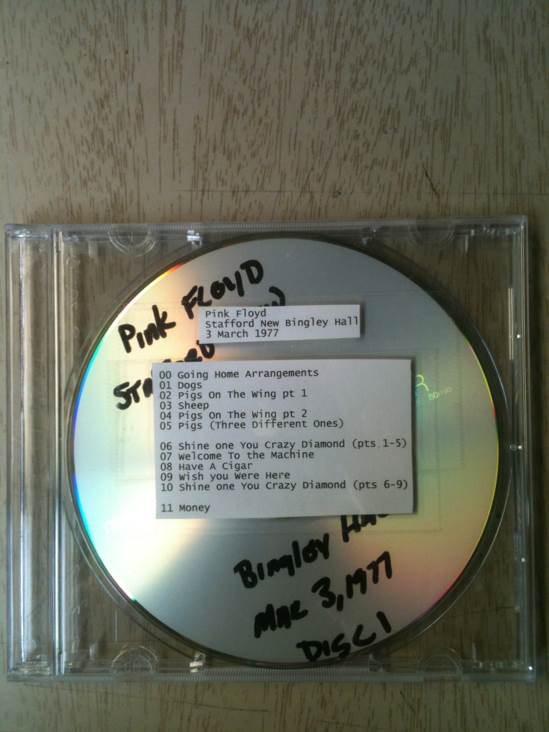 PINK FLOYD
Pink Floyd
Stafford New Bingley Hall
3 March 1977
00 Going Home Arrangements
01 Dogs
02 Pigs On The Wing pt 1
03 Sheep
04 Pigs On The Wing pt 2
05 Pigs (Three Different Ones)
06 Shine one You Crazy Diamond (pts 1-5)
07 Welcome To the Machine
08 Have A Cigar
09 Wish you Were Here
10 Shine one You Crazy Diamond (pts 6-9)
11 Money
Bingley
MAR 3, 1977
DISC 1